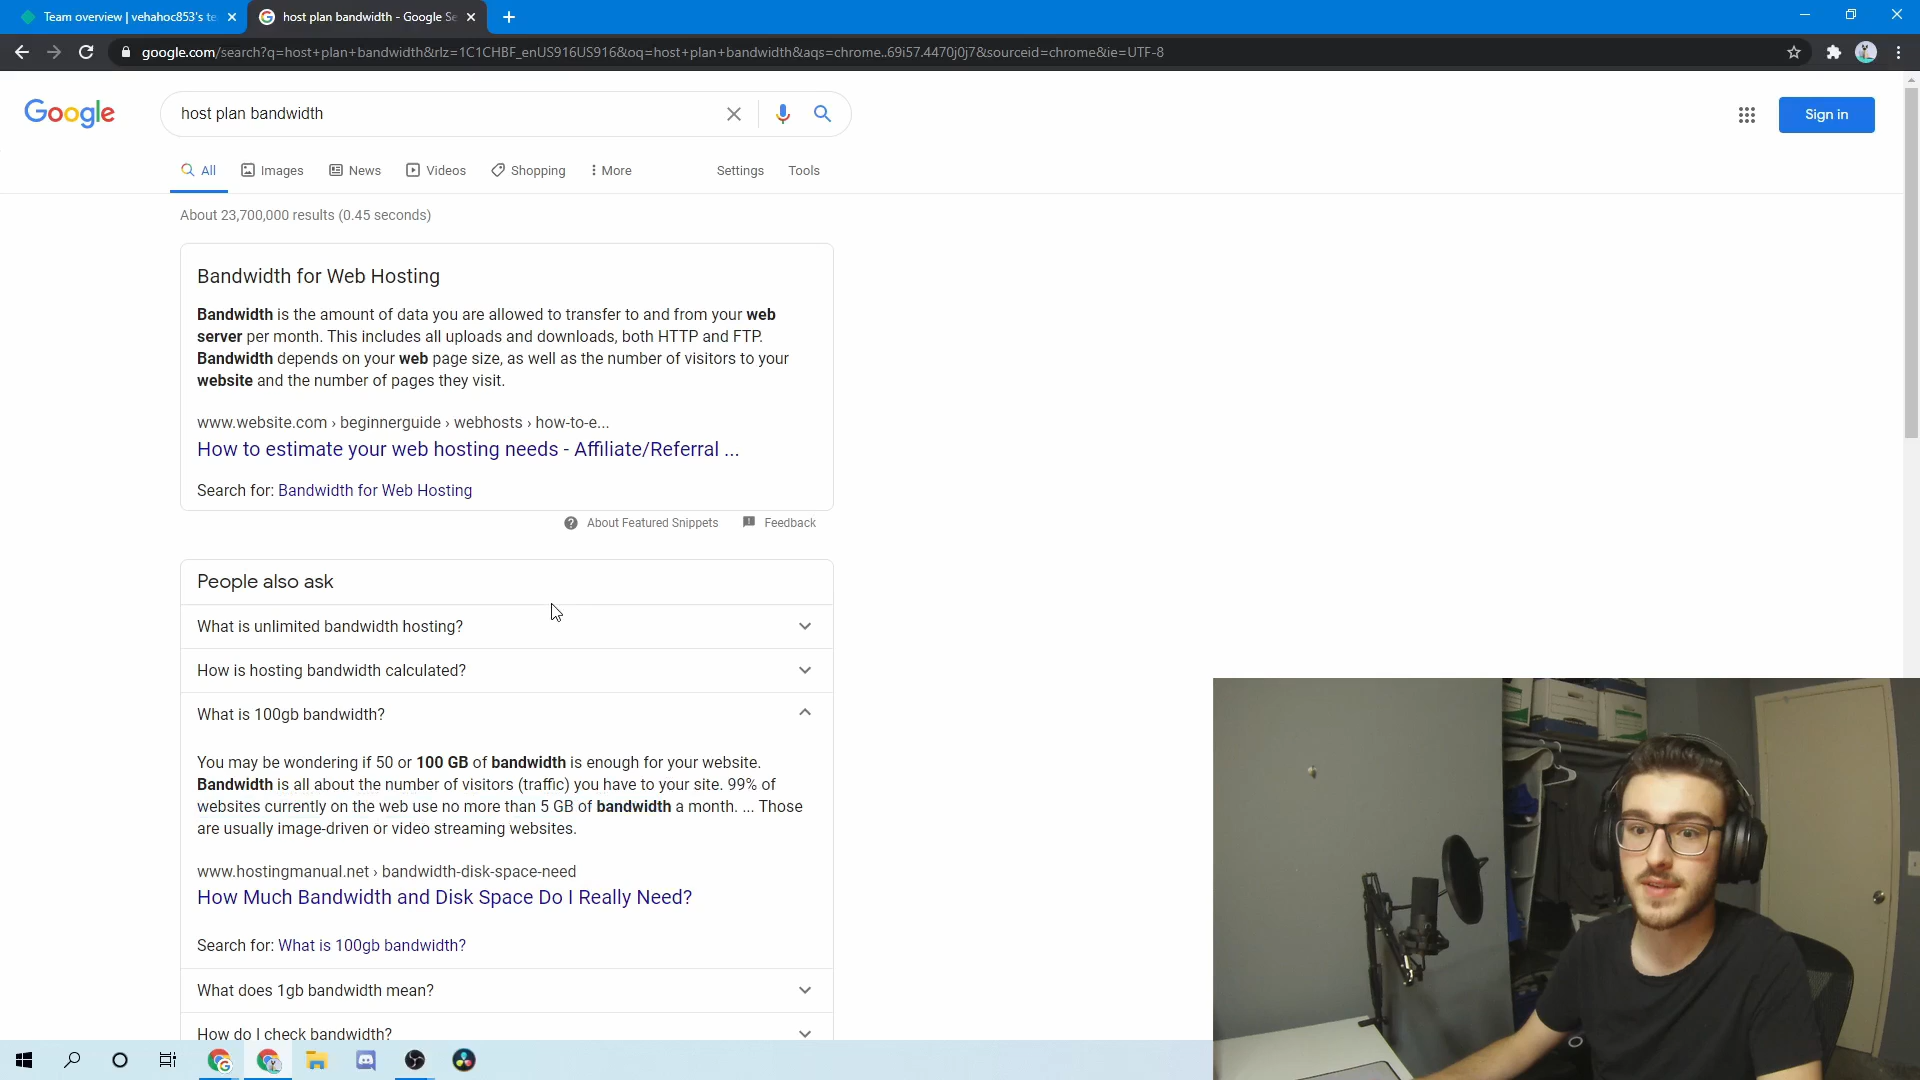 Team overview | vehahoc853's te
host plan bandwidth - Google Se
google.com/search?q=host+plan+bandwidth&rlz=1C1CHBF_enUS916US916&oq=host+plan+bandwidth&aqs=chrome..69i57.4470j0j7&sourceid=chrome&ie=UTF-8
Google
host plan bandwidth
Sign in
All
Images
News
Videos
Shopping
More
Settings
Tools
About 23,700,000 results (0.45 seconds)
Bandwidth for Web Hosting
Bandwidth is the amount of data you are allowed to transfer to and from your web
server per month. This includes all uploads and downloads, both HTTP and FTP.
Bandwidth depends on your web page size, as well as the number of visitors to your
website and the number of pages they visit.
www.website.com › beginnerguide › webhosts › how-to-e...
How to estimate your web hosting needs - Affiliate/Referral ...
Search for: Bandwidth for Web Hosting
About Featured Snippets
Feedback
People also ask
What is unlimited bandwidth hosting?
How is hosting bandwidth calculated?
What is 100gb bandwidth?
You may be wondering if 50 or 100 GB of bandwidth is enough for your website.
Bandwidth is all about the number of visitors (traffic) you have to your site. 99% of
websites currently on the web use no more than 5 GB of bandwidth a month. ... Those
are usually image-driven or video streaming websites.
www.hostingmanual.net › bandwidth-disk-space-need
How Much Bandwidth and Disk Space Do I Really Need?
Search for: What is 100gb bandwidth?
What does 1gb bandwidth mean?
How do I check bandwidth?